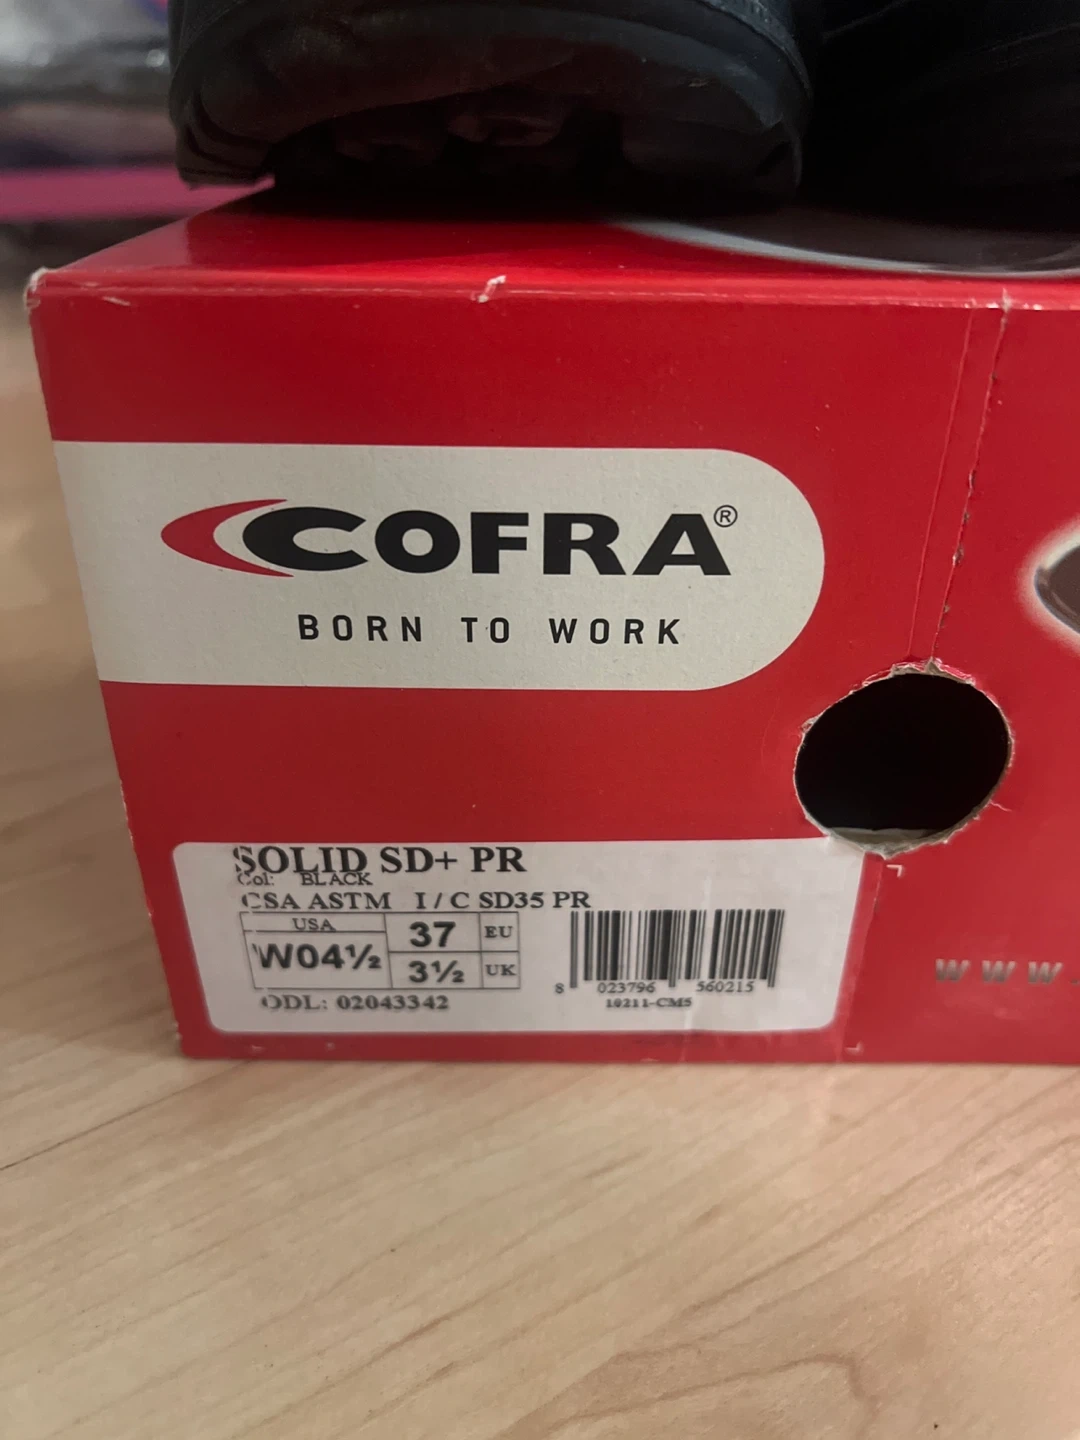 COFRA®
BORN TO WORK
SOLID SD+ PR
Col: BLACK
CSA ASTM I / C SD35 PR
USA
W04½
37 EU
3½ UK
ODL: 02043342
8 023796 560215
10211-CM5
WWW.